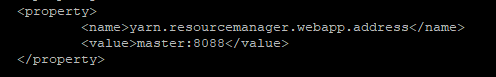 <property>
<name>yarn.resourcemanager.webapp.address</name>
<value>master:8088</value>
</property>